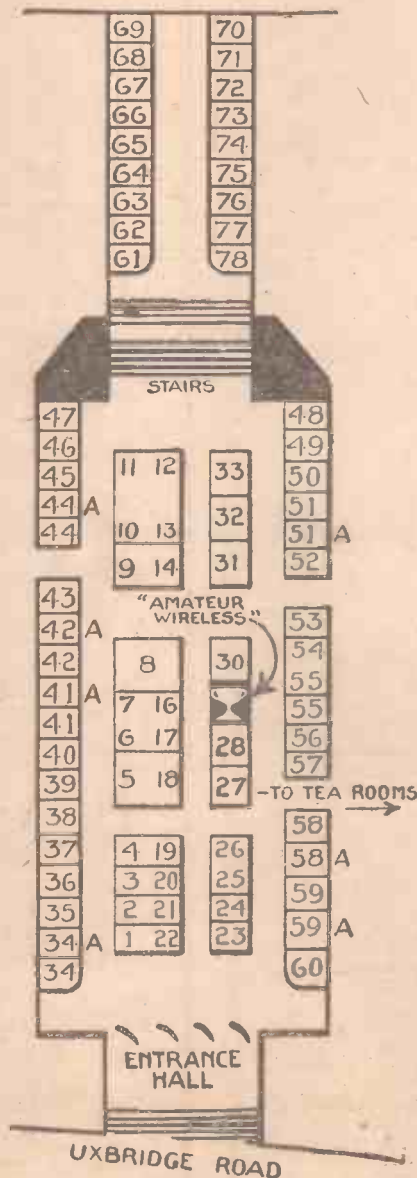 69 70
68 71
67 72
66 73
65 74
64 75
63 76
62 77
61 78
STAIRS
47 11 12 33 48
46 49
45 10 13 32 50
44 A 51
44 9 14 31 51 A
52
"AMATEUR
WIRELESS"
43 53
42 A 8 30 54
42 55
41 A 7 16 55
41 6 17 28 56
40 57
39 5 18 27 -TO TEA ROOMS
38 58
37 4 19 26 58 A
36 3 20 25 59
35 2 21 24 59 A
34 A 1 22 23 60
34
ENTRANCE
HALL
UXBRIDGE ROAD